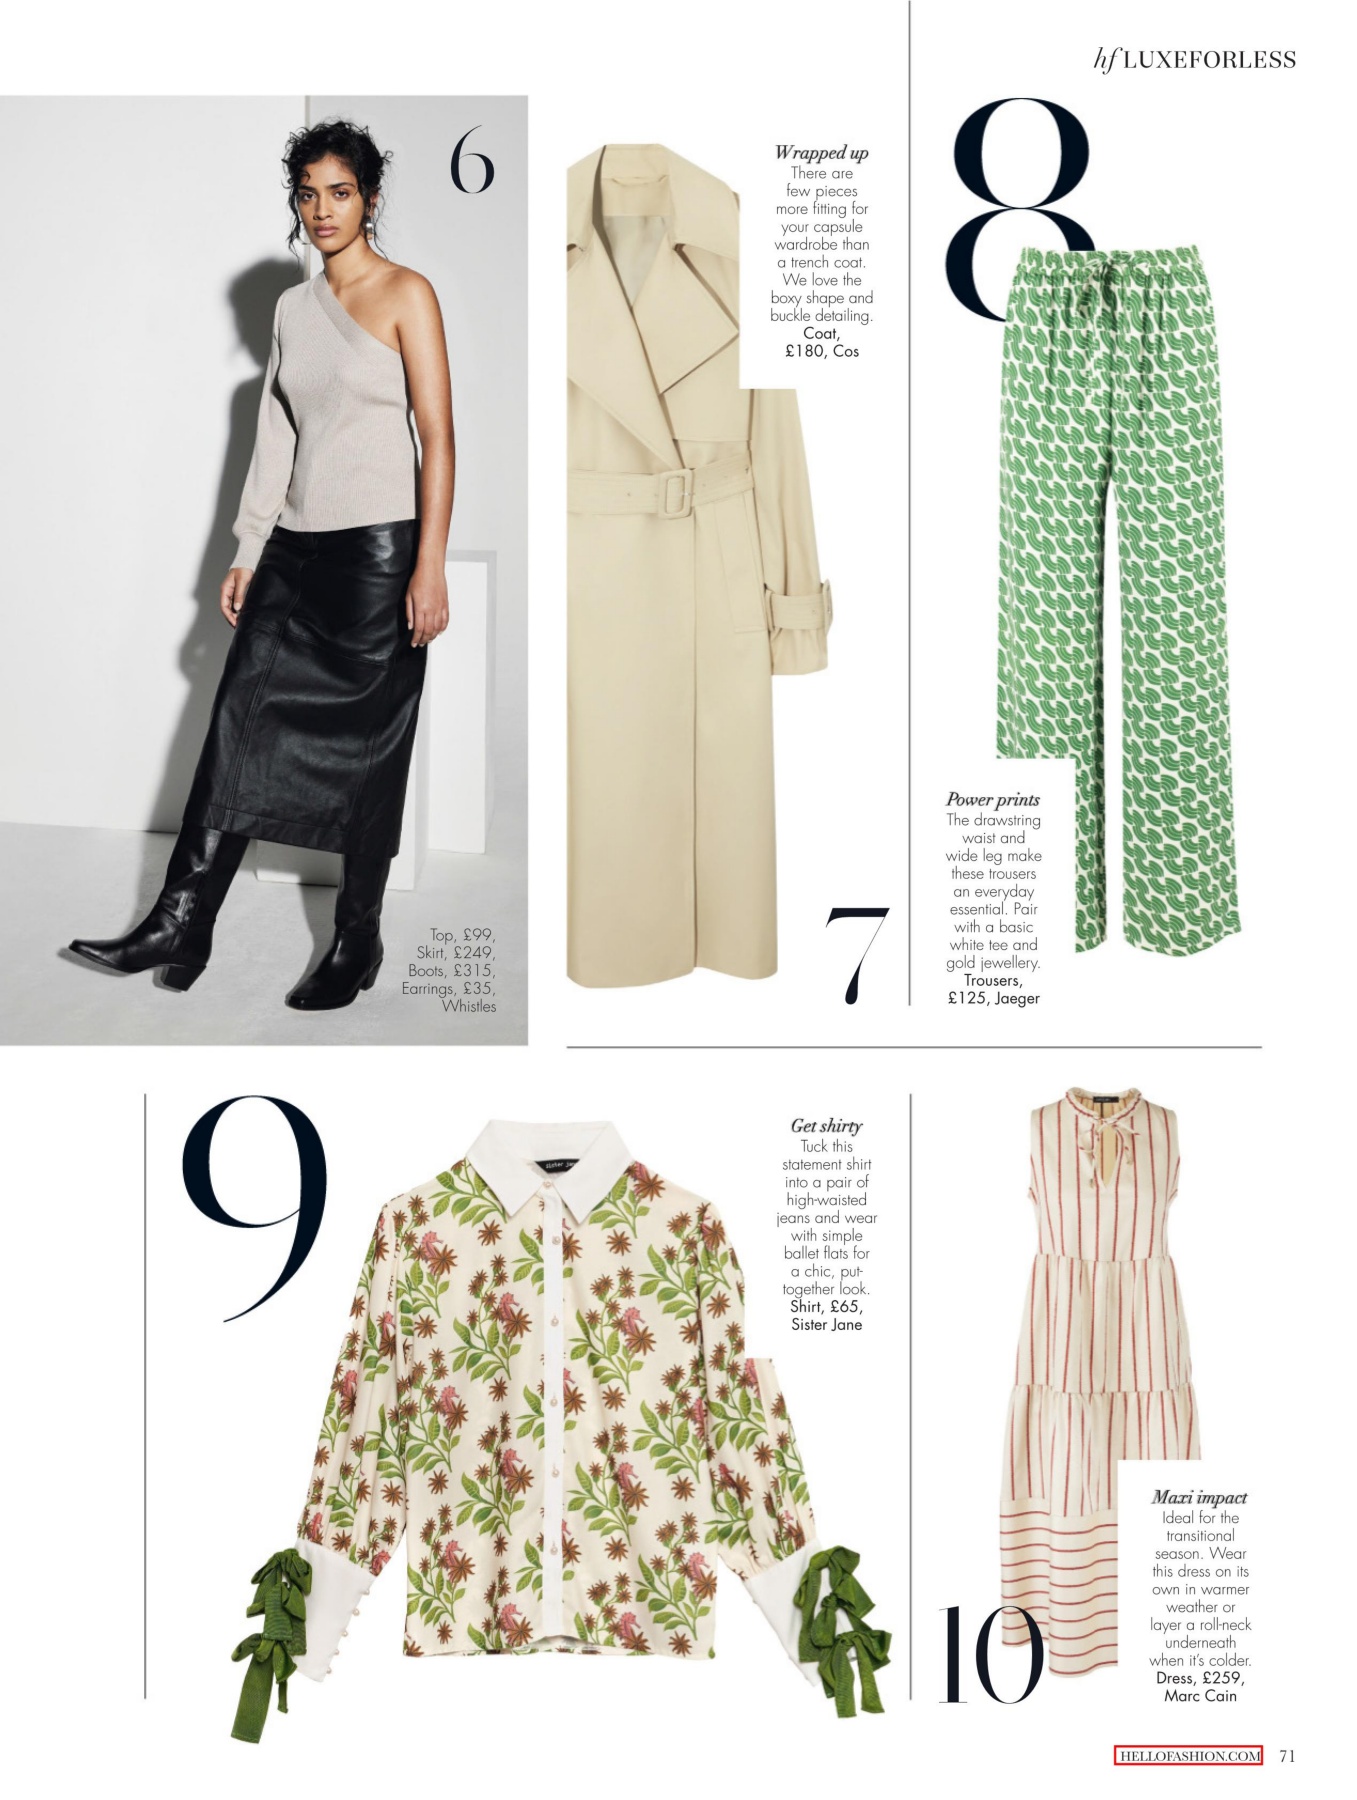 hf LUXEFORLESS
6
Top, £99,
Skirt, £249,
Boots, £315,
Earrings, £35,
Whistles
Wrapped up
There are
few pieces
more fitting for
your capsule
wardrobe than
a trench coat.
We love the
boxy shape and
buckle detailing.
Coat,
£180, Cos
7
8
Power prints
The drawstring
waist and
wide leg make
these trousers
an everyday
essential. Pair
with a basic
white tee and
gold jewellery.
Trousers,
£125, Jaeger
9
sister jane
Get shirty
Tuck this
statement shirt
into a pair of
high-waisted
jeans and wear
with simple
ballet flats for
a chic, put-
together look.
Shirt, £65,
Sister Jane
10
Maxi impact
Ideal for the
transitional
season. Wear
this dress on its
own in warmer
weather or
layer a roll-neck
underneath
when it's colder.
Dress, £259,
Marc Cain
HELLOFASHION.COM 71